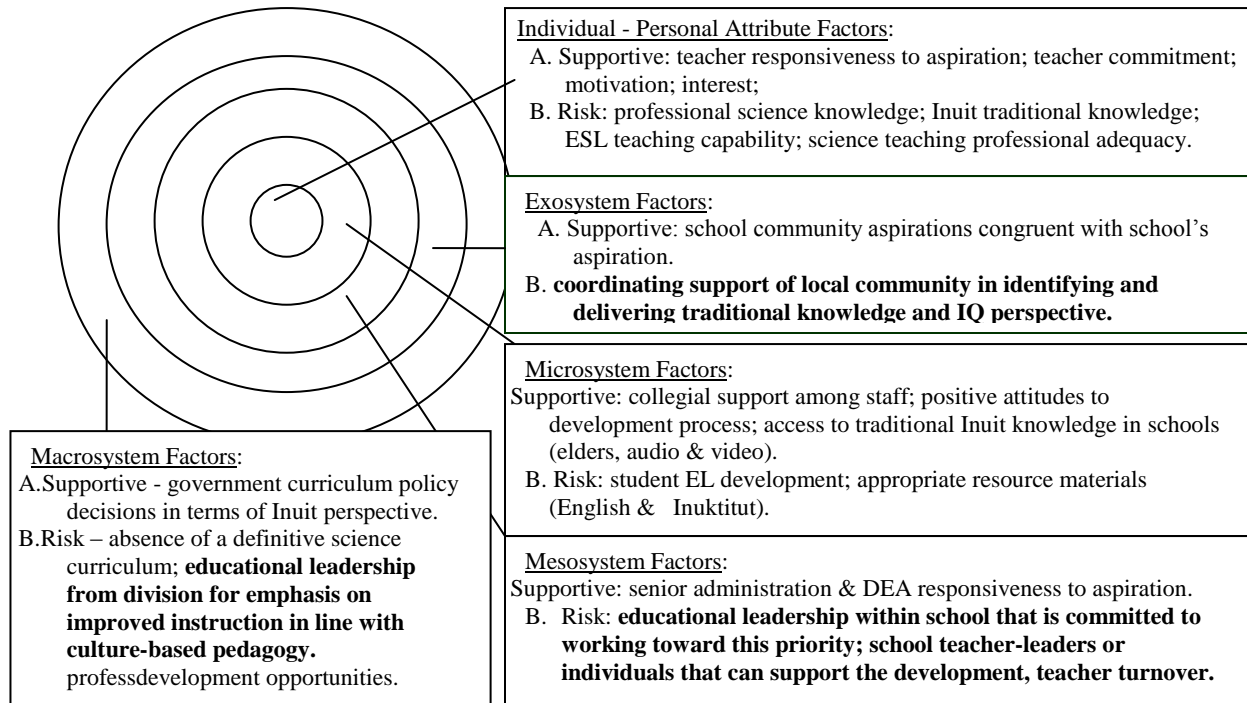 Individual - Personal Attribute Factors:
A. Supportive: teacher responsiveness to aspiration; teacher commitment;
motivation; interest;
B. Risk: professional science knowledge; Inuit traditional knowledge;
ESL teaching capability; science teaching professional adequacy.
Exosystem Factors:
A. Supportive: school community aspirations congruent with school's
aspiration.
B. coordinating support of local community in identifying and
delivering traditional knowledge and IQ perspective.
Microsystem Factors:
Supportive: collegial support among staff; positive attitudes to
development process; access to traditional Inuit knowledge in schools
(elders, audio & video).
B. Risk: student EL development; appropriate resource materials
(English & Inuktitut).
Macrosystem Factors:
A.Supportive - government curriculum policy
decisions in terms of Inuit perspective.
B.Risk – absence of a definitive science
curriculum; educational leadership
from division for emphasis on
improved instruction in line with
culture-based pedagogy.
professdevelopment opportunities.
Mesosystem Factors:
Supportive: senior administration & DEA responsiveness to aspiration.
B. Risk: educational leadership within school that is committed to
working toward this priority; school teacher-leaders or
individuals that can support the development, teacher turnover.